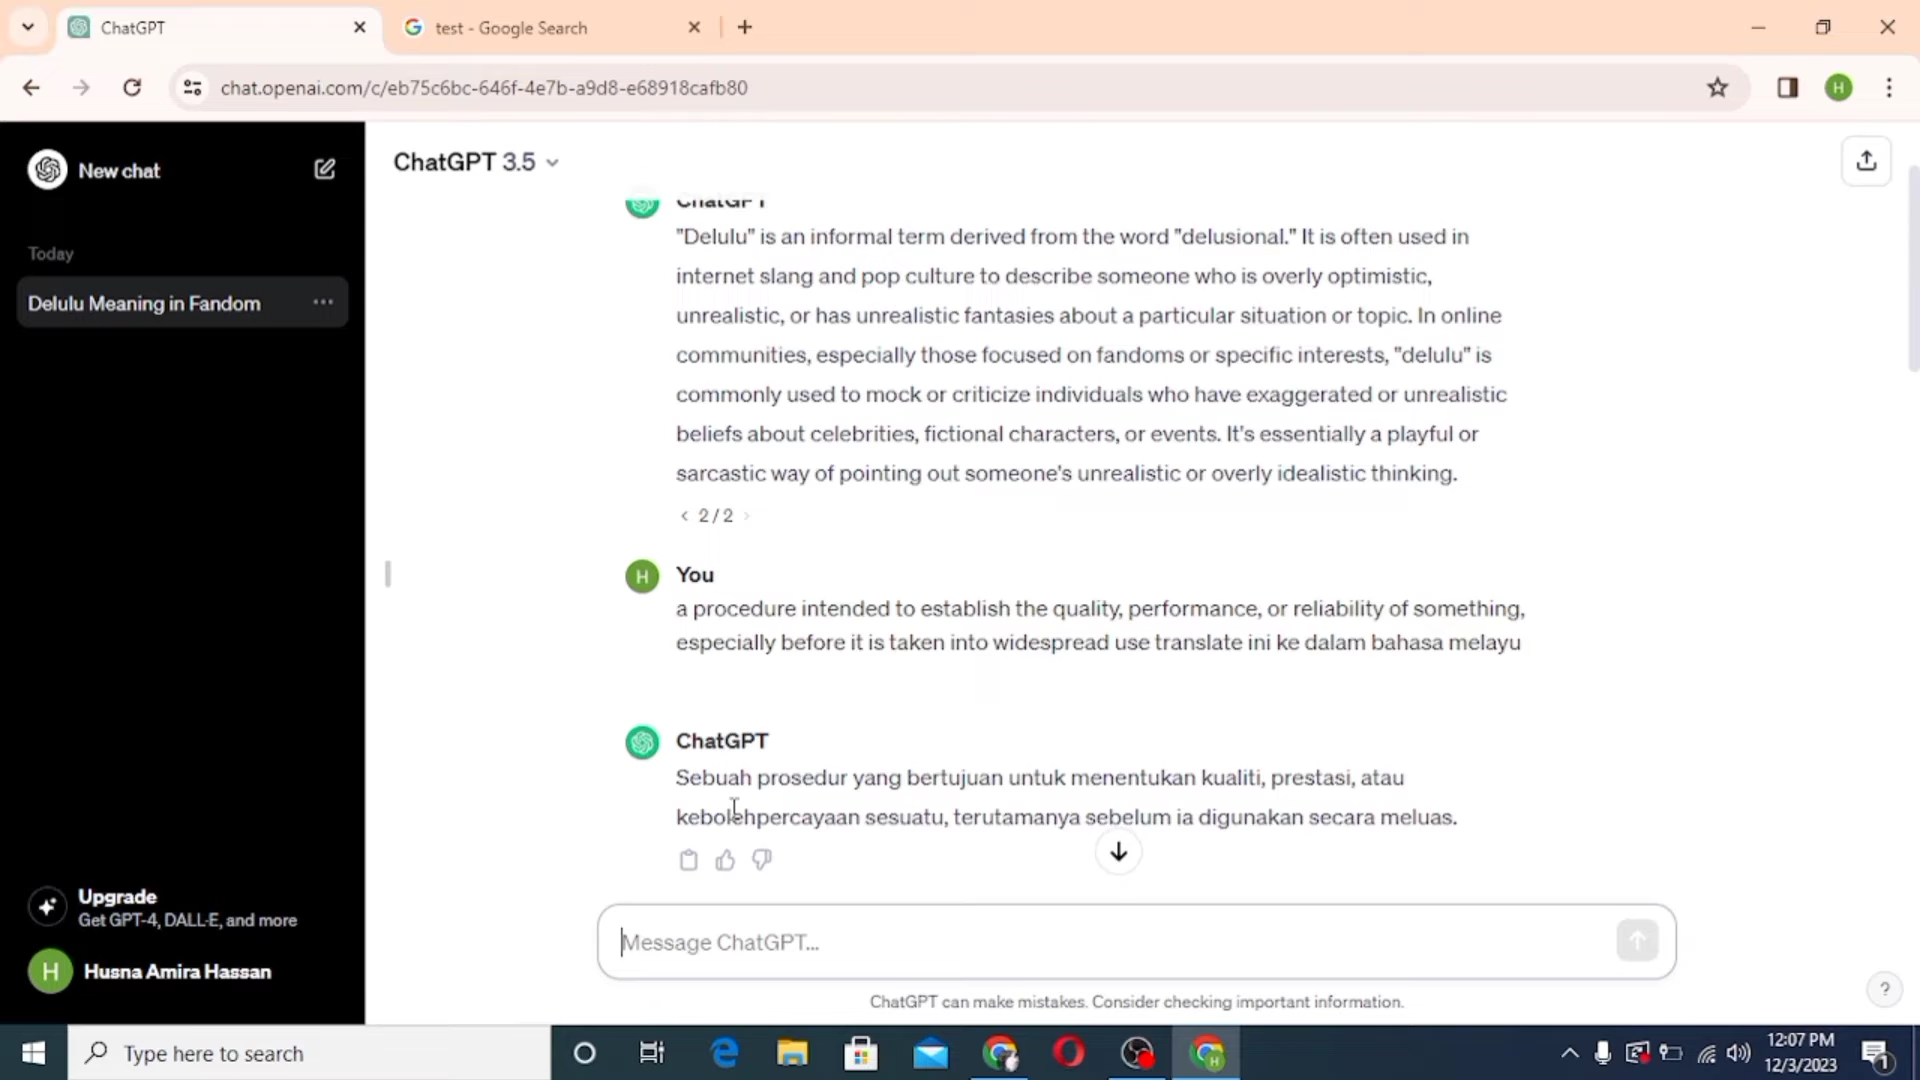 ChatGPT
test - Google Search
chat.openai.com/c/eb75c6bc-646f-4e7b-a9d8-e68918cafb80
H
New chat
ChatGPT 3.5
Today
Delulu Meaning in Fandom
ChatGPT
"Delulu" is an informal term derived from the word "delusional." It is often used in
internet slang and pop culture to describe someone who is overly optimistic,
unrealistic, or has unrealistic fantasies about a particular situation or topic. In online
communities, especially those focused on fandoms or specific interests, "delulu" is
commonly used to mock or criticize individuals who have exaggerated or unrealistic
beliefs about celebrities, fictional characters, or events. It's essentially a playful or
sarcastic way of pointing out someone's unrealistic or overly idealistic thinking.
< 2 / 2 >
H
You
a procedure intended to establish the quality, performance, or reliability of something,
especially before it is taken into widespread use translate ini ke dalam bahasa melayu
ChatGPT
Sebuah prosedur yang bertujuan untuk menentukan kualiti, prestasi, atau
kebolehpercayaan sesuatu, terutamanya sebelum ia digunakan secara meluas.
Upgrade
Get GPT-4, DALL·E, and more
H
Husna Amira Hassan
Message ChatGPT...
ChatGPT can make mistakes. Consider checking important information.
?
Type here to search
H
12:07 PM
12/3/2023
1